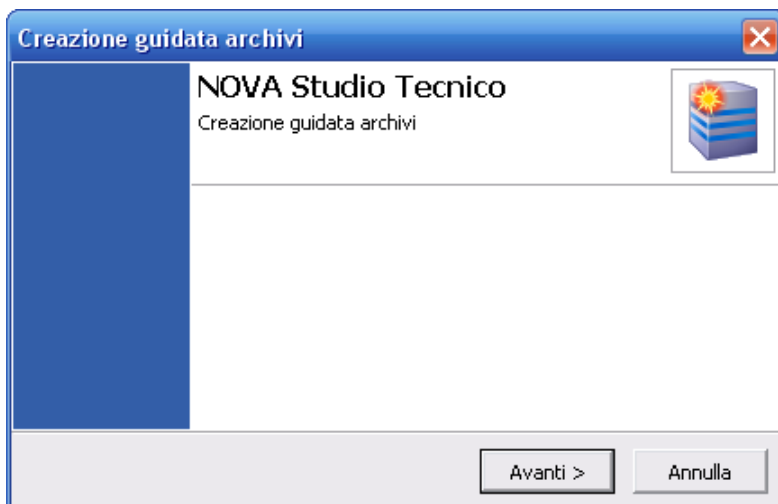 Creazione guidata archivi
NOVA Studio Tecnico
Creazione guidata archivi
Avanti >
Annulla